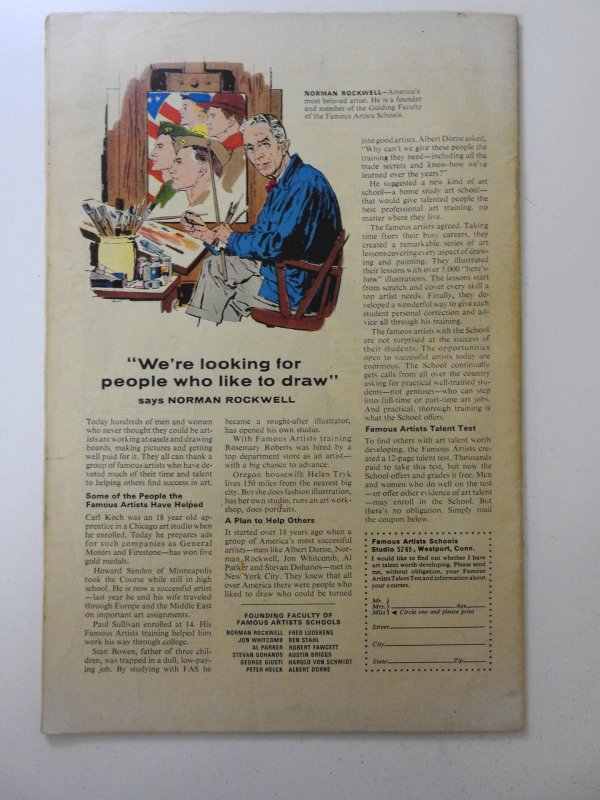 NORMAN ROCKWELL—America's
most beloved artist. He is a founder
and member of the Guiding Faculty
of the Famous Artists Schools.
"We're looking for
people who like to draw"
says NORMAN ROCKWELL
Today hundreds of men and women
who never thought they could be art-
ists are working at easels and drawing
boards, making pictures and getting
well paid for it. They all can thank a
group of famous artists who have de-
voted much of their time and talent
to helping others find success in art.
Some of the People the
Famous Artists Have Helped
Carl Koch was an 18 year old ap-
prentice in a Chicago art studio when
he enrolled. Today he prepares ads
for such companies as General
Motors and Firestone—has won five
gold medals.
Howard Sanden of Minneapolis
took the Course while still in high
school. He is now a successful artist
—last year he and his wife traveled
through Europe and the Middle East
on important art assignments.
Paul Sullivan enrolled at 14. His
Famous Artists training helped him
work his way through college.
Stan Bowen, father of three chil-
dren, was trapped in a dull, low-pay-
ing job. By studying with FAS he
became a sought-after illustrator,
has opened his own studio.
With Famous Artists training
Rosemary Roberts was hired by a
top department store as an artist—
with a big chance to advance.
Oregon housewife Helen Tryk
lives 150 miles from the nearest big
city. But she does fashion illustration,
has her own studio, runs an art work-
shop, does portraits.
A Plan to Help Others
It started over 18 years ago when a
group of America's most successful
artists—men like Albert Dorne, Nor-
man Rockwell, Jon Whitcomb, Al
Parker and Stevan Dohanos—met in
New York City. They knew that all
over America there were people who
liked to draw who could be turned
FOUNDING FACULTY OF
FAMOUS ARTISTS SCHOOLS
NORMAN ROCKWELL FRED LUDEKENS
JON WHITCOMB BEN STAHL
AL PARKER ROBERT FAWCETT
STEVAN DOHANOS AUSTIN BRIGGS
GEORGE GIUSTI HAROLD VON SCHMIDT
PETER HELCK ALBERT DORNE
into good artists. Albert Dorne asked,
"Why can't we give these people the
training they need—including all the
trade secrets and know-how we've
learned over the years?"
He suggested a new kind of art
school—a home study art school—
that would give talented people the
best professional art training, no
matter where they live.
The famous artists agreed. Taking
time from their busy careers, they
created a remarkable series of art
lessons covering every aspect of draw-
ing and painting. They illustrated
their lessons with over 5,000 "here's-
how" illustrations. The lessons start
from scratch and cover every skill a
top artist needs. Finally, they de-
veloped a wonderful way to give each
student personal correction and ad-
vice all through his training.
The famous artists with the School
are not surprised at the success of
their students. The opportunities
open to successful artists today are
enormous. The School continually
gets calls from all over the country
asking for practical well-trained stu-
dents—not geniuses—who can step
into full-time or part-time art jobs.
And practical, thorough training is
what the School offers.
Famous Artists Talent Test
To find others with art talent worth
developing, the Famous Artists cre-
ated a 12-page talent test. Thousands
paid to take this test, but now the
School offers and grades it free. Men
and women who do well on the test
—or offer other evidence of art talent
—may enroll in the School. But
there's no obligation. Simply mail
the coupon below.
Famous Artists Schools
Studio 5265, Westport, Conn.
I would like to find out whether I have
art talent worth developing. Please send
me, without obligation, your Famous
Artists Talent Test and information about
your courses.
Mr.
Mrs. Age
Miss Circle one and please print
Street
City
State Zip